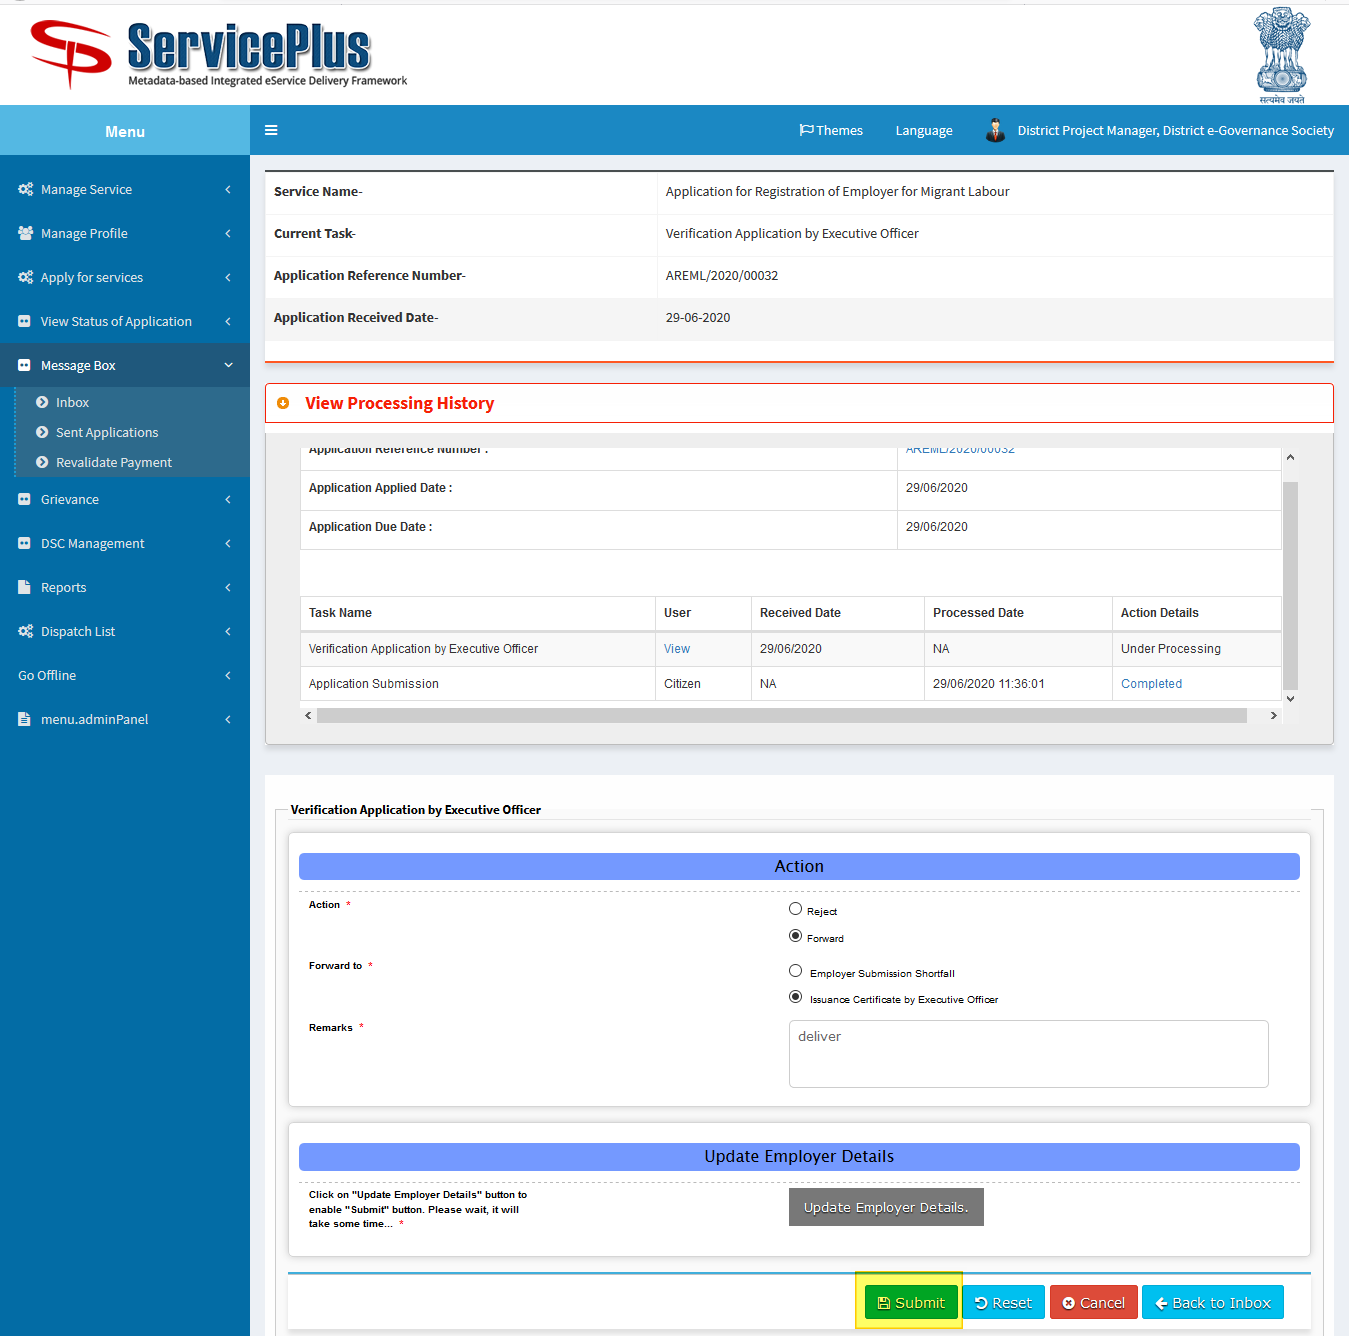 ServicePlus
Metadata-based Integrated eService Delivery Framework
सत्यमेव जयते
Menu
Themes
Language
District Project Manager, District e-Governance Society
Manage Service
Manage Profile
Apply for services
View Status of Application
Message Box
Inbox
Sent Applications
Revalidate Payment
Grievance
DSC Management
Reports
Dispatch List
Go Offline
menu.adminPanel
Service Name- Application for Registration of Employer for Migrant Labour
Current Task- Verification Application by Executive Officer
Application Reference Number- AREML/2020/00032
Application Received Date- 29-06-2020
View Processing History
Application Reference Number : AREML/2020/00032
Application Applied Date : 29/06/2020
Application Due Date : 29/06/2020
Task Name User Received Date Processed Date Action Details
Verification Application by Executive Officer View 29/06/2020 NA Under Processing
Application Submission Citizen NA 29/06/2020 11:36:01 Completed
Verification Application by Executive Officer
Action
Action * Reject
Forward
Forward to * Employer Submission Shortfall
Issuance Certificate by Executive Officer
Remarks * deliver
Update Employer Details
Click on "Update Employer Details" button to
enable "Submit" button. Please wait, it will
take some time... *
Update Employer Details.
Submit Reset Cancel Back to Inbox